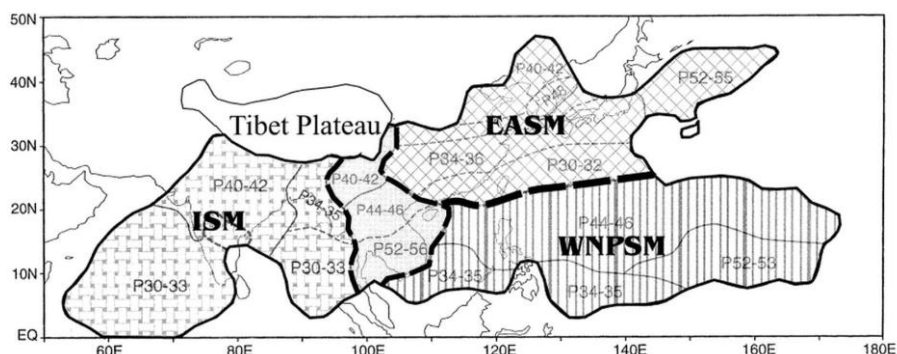 50N
40N
P40-42
P52-55
P48
Tibet Plateau
EASM
30N
P34-36
P30-32
P40-42
P40-42
P34-35
20N
P44-46
P44-46
ISM
WNPSM
P52-56
P52-53
10N
P30-33
P30-33
P34-35
P34-35
EQ
60E
80E
100E
120E
140E
160E
180E